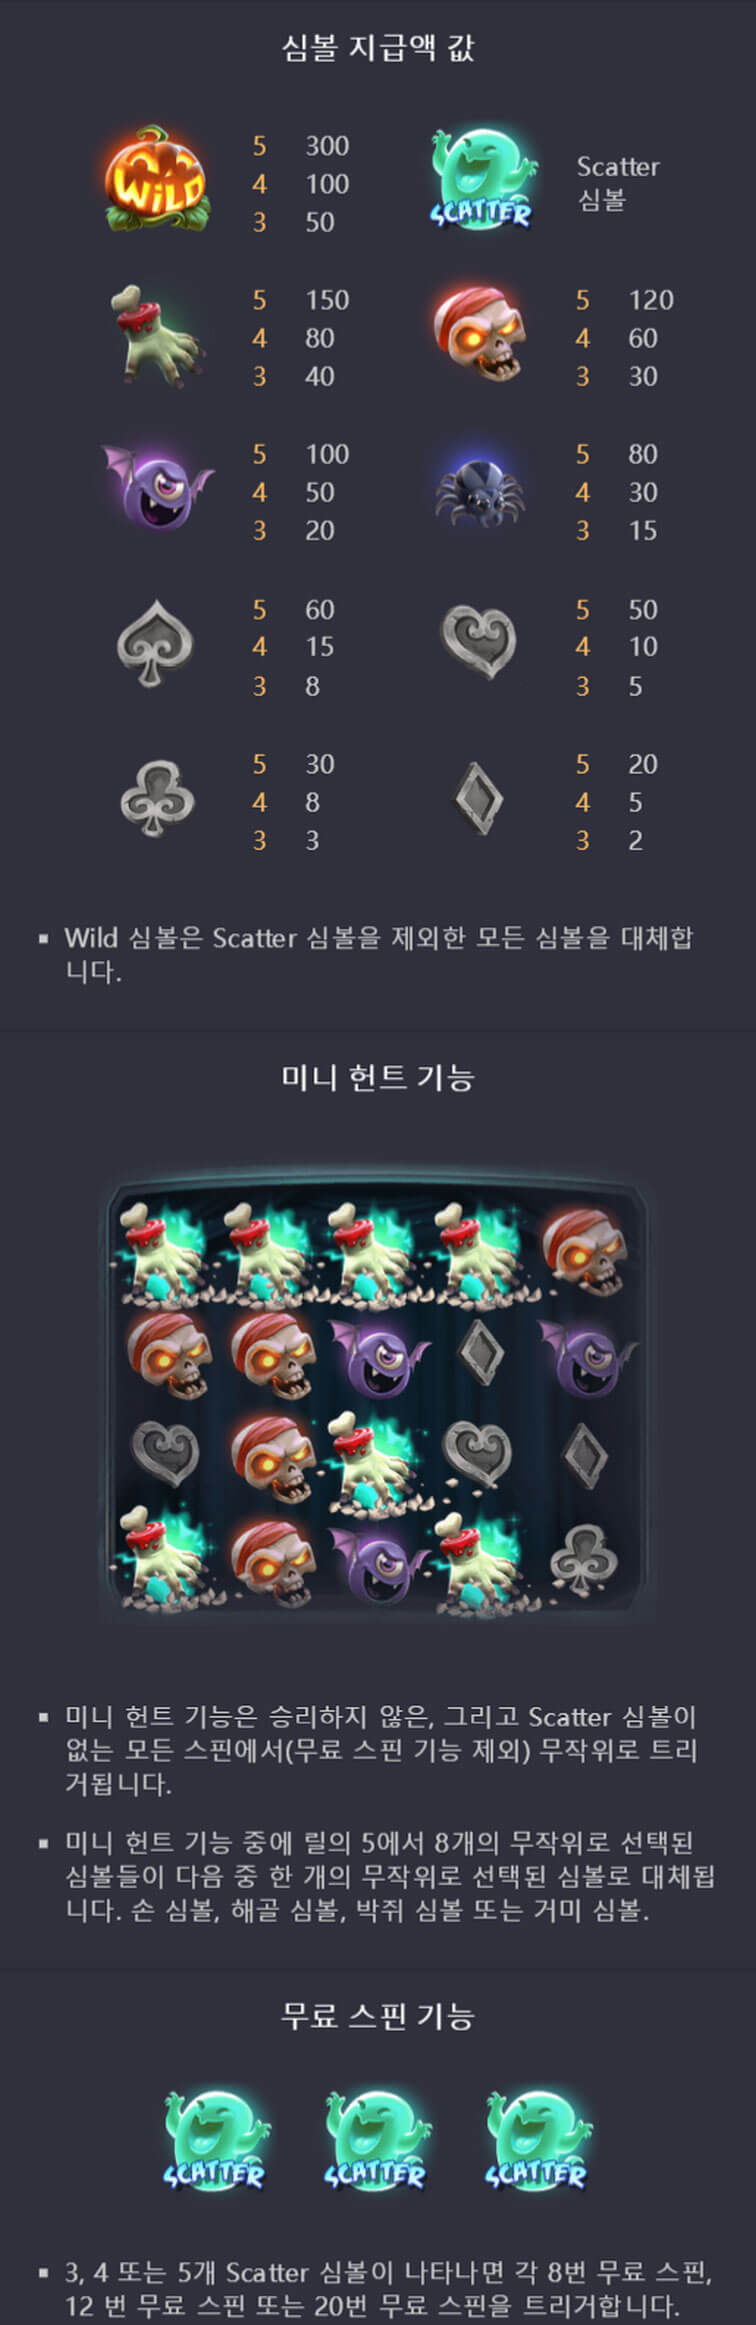 심볼 지급액 값
WILD
5 300
4 100
3 50
SCATTER
Scatter
심볼
5 150
4 80
3 40
5 120
4 60
3 30
5 100
4 50
3 20
5 80
4 30
3 15
5 60
4 15
3 8
5 50
4 10
3 5
5 30
4 8
3 3
5 20
4 5
3 2
▪ Wild 심볼은 Scatter 심볼을 제외한 모든 심볼을 대체합
니다.
미니 헌트 기능
▪ 미니 헌트 기능은 승리하지 않은, 그리고 Scatter 심볼이
없는 모든 스핀에서(무료 스핀 기능 제외) 무작위로 트리
거됩니다.
▪ 미니 헌트 기능 중에 릴의 5에서 8개의 무작위로 선택된
심볼들이 다음 중 한 개의 무작위로 선택된 심볼로 대체됩
니다. 손 심볼, 해골 심볼, 박쥐 심볼 또는 거미 심볼.
무료 스핀 기능
SCATTER SCATTER SCATTER
▪ 3, 4 또는 5개 Scatter 심볼이 나타나면 각 8번 무료 스핀,
12 번 무료 스핀 또는 20번 무료 스핀을 트리거합니다.